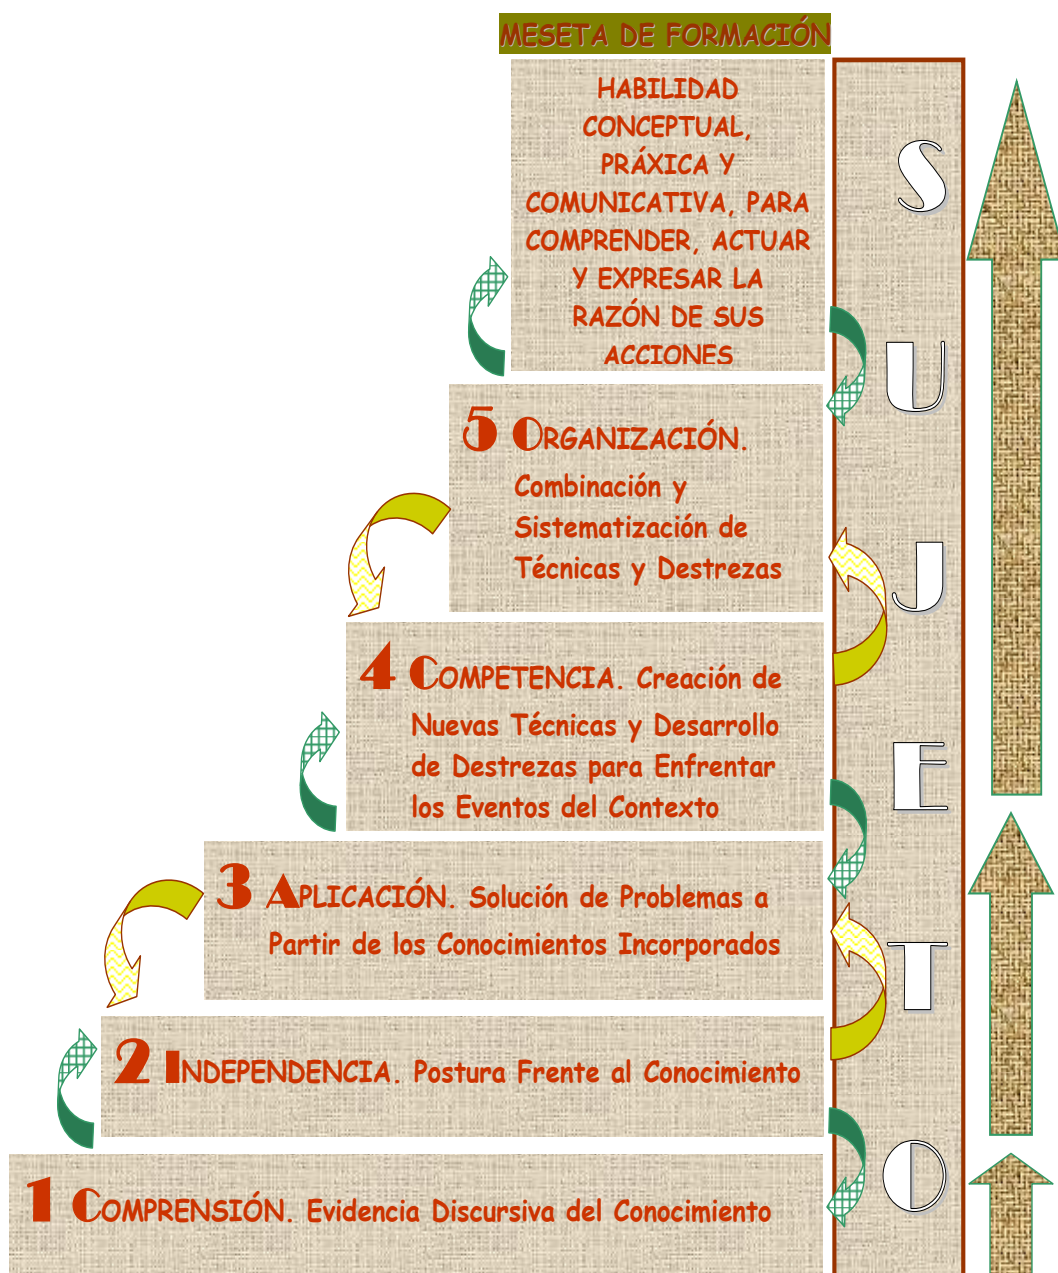 MESETA DE FORMACIÓN
HABILIDAD
CONCEPTUAL,
PRÁXICA Y
COMUNICATIVA, PARA
COMPRENDER, ACTUAR
Y EXPRESAR LA
RAZÓN DE SUS
ACCIONES
5 ORGANIZACIÓN.
Combinación y
Sistematización de
Técnicas y Destrezas
4 COMPETENCIA. Creación de
Nuevas Técnicas y Desarrollo
de Destrezas para Enfrentar
los Eventos del Contexto
3 APLICACIÓN. Solución de Problemas a
Partir de los Conocimientos Incorporados
2 INDEPENDENCIA. Postura Frente al Conocimiento
1 COMPRENSIÓN. Evidencia Discursiva del Conocimiento
S
U
J
E
T
O